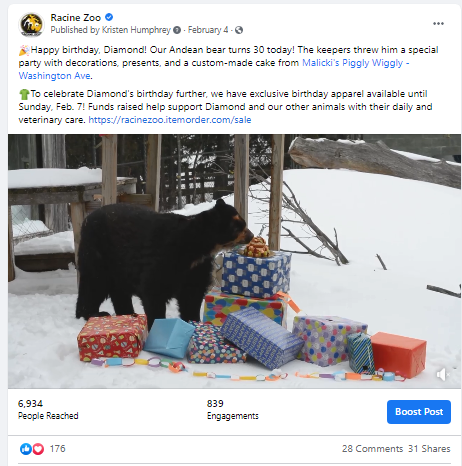 Racine Zoo
Published by Kristen Humphrey · February 4 ·
Happy birthday, Diamond! Our Andean bear turns 30 today! The keepers threw him a special
party with decorations, presents, and a custom-made cake from Malicki's Piggly Wiggly -
Washington Ave.
To celebrate Diamond's birthday further, we have exclusive birthday apparel available until
Sunday, Feb. 7! Funds raised help support Diamond and our other animals with their daily and
veterinary care. https://racinezoo.itemorder.com/sale
6,934 839
People Reached Engagements Boost Post
176 28 Comments 31 Shares